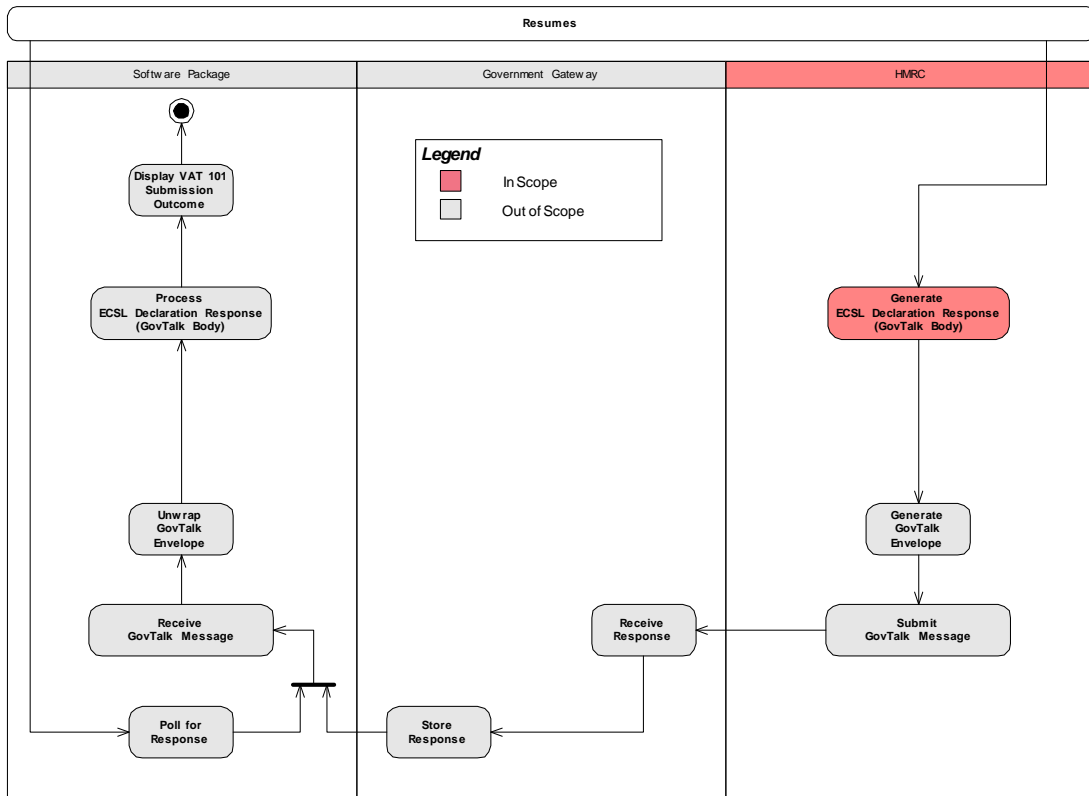 Resumes
Software Package
Government Gateway
HMRC
Legend
In Scope
Out of Scope
Display VAT 101
Submission
Outcome
Process
ECSL Declaration Response
(GovTalk Body)
Generate
ECSL Declaration Response
(GovTalk Body)
Unwrap
GovTalk
Envelope
Generate
GovTalk
Envelope
Receive
GovTalk Message
Receive
Response
Submit
GovTalk Message
Poll for
Response
Store
Response